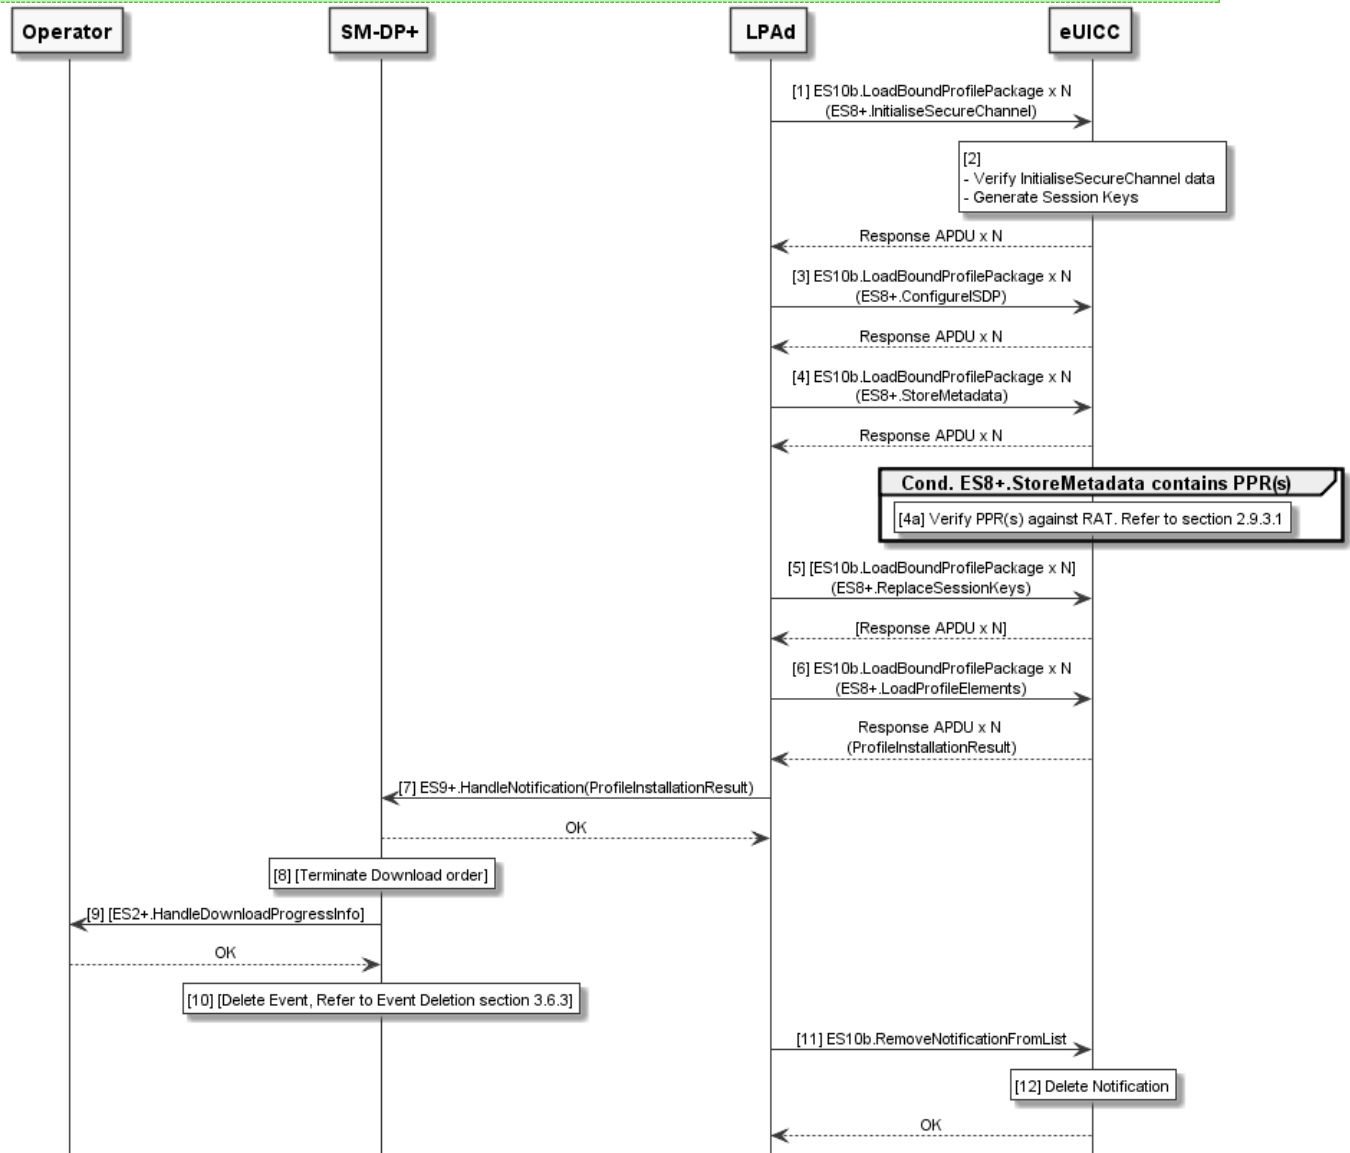 Operator
SM-DP+
LPAd
eUICC
[1] ES10b.LoadBoundProfilePackage x N
(ES8+.InitialiseSecureChannel)
[2]
- Verify InitialiseSecureChannel data
- Generate Session Keys
Response APDU x N
[3] ES10b.LoadBoundProfilePackage x N
(ES8+.ConfigureISDP)
Response APDU x N
[4] ES10b.LoadBoundProfilePackage x N
(ES8+.StoreMetadata)
Response APDU x N
Cond. ES8+.StoreMetadata contains PPR(s)
[4a] Verify PPR(s) against RAT. Refer to section 2.9.3.1
[5] [ES10b.LoadBoundProfilePackage x N]
(ES8+.ReplaceSessionKeys)
[Response APDU x N]
[6] ES10b.LoadBoundProfilePackage x N
(ES8+.LoadProfileElements)
Response APDU x N
(ProfileInstallationResult)
[7] ES9+.HandleNotification(ProfileInstallationResult)
OK
[8] [Terminate Download order]
[9] [ES2+.HandleDownloadProgressInfo]
OK
[10] [Delete Event, Refer to Event Deletion section 3.6.3]
[11] ES10b.RemoveNotificationFromList
[12] Delete Notification
OK